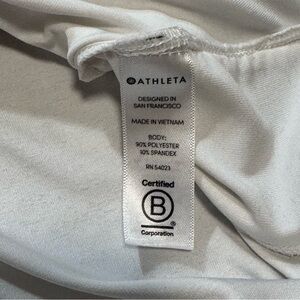 ATHLETA
DESIGNED IN
SAN FRANCISCO
MADE IN VIETNAM
BODY:
90% POLYESTER
10% SPANDEX
RN 54023
Certified
B
®
Corporation